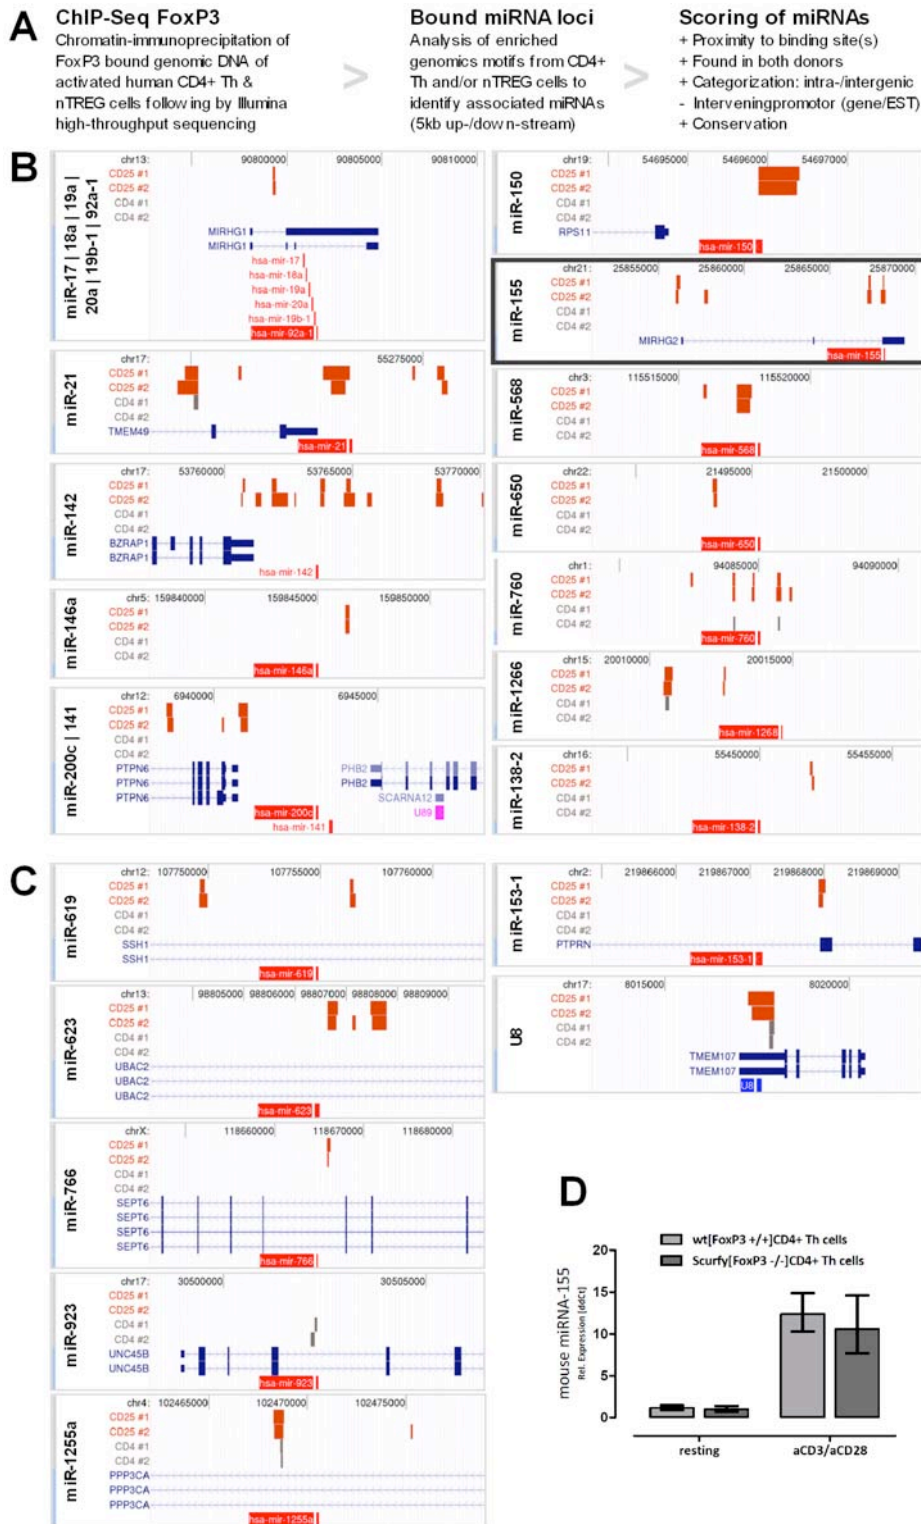 A
ChIP-Seq FoxP3
Chromatin-immunoprecipitation of
FoxP3 bound genomic DNA of
activated human CD4+ Th &
nTREG cells following by Illumina
high-throughput sequencing
>
Bound miRNA loci
Analysis of enriched
genomics motifs from CD4+
Th and/or nTREG cells to
identify associated miRNAs
(5kb up-/down-stream)
>
Scoring of miRNAs
+ Proximity to binding site(s)
+ Found in both donors
+ Categorization: intra-/intergenic
- Interveningpromotor (gene/EST)
+ Conservation
B
miR-17 | 18a | 19a |
20a | 19b-1 | 92a-1
chr13: 90800000 90805000 90810000
CD25 #1
CD25 #2
CD4 #1
CD4 #2
MIRHG1
MIRHG1
hsa-mir-17
hsa-mir-18a
hsa-mir-19a
hsa-mir-20a
hsa-mir-19b-1
hsa-mir-92a-1
miR-21
chr17: 55275000
CD25 #1
CD25 #2
CD4 #1
CD4 #2
TMEM49
hsa-mir-21
miR-142
chr17: 53760000 53765000 53770000
CD25 #1
CD25 #2
CD4 #1
CD4 #2
BZRAP1
BZRAP1
hsa-mir-142
miR-146a
chr5: 159840000 159845000 159850000
CD25 #1
CD25 #2
CD4 #1
CD4 #2
hsa-mir-146a
miR-200c | 141
chr12: 6940000 6945000
CD25 #1
CD25 #2
CD4 #1
CD4 #2
PTPN6 PHB2
PTPN6 PHB2
PTPN6 SCARNA12
hsa-mir-200c U89
hsa-mir-141
miR-150
chr19: 54695000 54696000 54697000
CD25 #1
CD25 #2
CD4 #1
CD4 #2
RPS11
hsa-mir-150
miR-155
chr21: 25855000 25860000 25865000 25870000
CD25 #1
CD25 #2
CD4 #1
CD4 #2
MIRHG2
hsa-mir-155
miR-568
chr3: 115515000 115520000
CD25 #1
CD25 #2
CD4 #1
CD4 #2
hsa-mir-568
miR-650
chr22: 21495000 21500000
CD25 #1
CD25 #2
CD4 #1
CD4 #2
hsa-mir-650
miR-760
chr1: 94085000 94090000
CD25 #1
CD25 #2
CD4 #1
CD4 #2
hsa-mir-760
miR-1266
chr15: 20010000 20015000
CD25 #1
CD25 #2
CD4 #1
CD4 #2
hsa-mir-1268
miR-138-2
chr16: 55450000 55455000
CD25 #1
CD25 #2
CD4 #1
CD4 #2
hsa-mir-138-2
C
miR-619
chr12: 107750000 107755000 107760000
CD25 #1
CD25 #2
CD4 #1
CD4 #2
SSH1
SSH1
hsa-mir-619
miR-623
chr13: 98805000 98806000 98807000 98808000 98809000
CD25 #1
CD25 #2
CD4 #1
CD4 #2
UBAC2
UBAC2
UBAC2
hsa-mir-623
miR-766
chrX: 118660000 118670000 118680000
CD25 #1
CD25 #2
CD4 #1
CD4 #2
SEPT6
SEPT6
SEPT6
SEPT6
hsa-mir-766
miR-923
chr17: 30500000 30505000
CD25 #1
CD25 #2
CD4 #1
CD4 #2
UNC45B
UNC45B
hsa-mir-923
miR-1255a
chr4: 102465000 102470000 102475000
CD25 #1
CD25 #2
CD4 #1
CD4 #2
PPP3CA
PPP3CA
PPP3CA
hsa-mir-1255a
miR-153-1
chr2: 219866000 219867000 219868000 219869000
CD25 #1
CD25 #2
CD4 #1
CD4 #2
PTPRN
hsa-mir-153-1
U8
chr17: 8015000 8020000
CD25 #1
CD25 #2
CD4 #1
CD4 #2
TMEM107
TMEM107
U8
D
wt[FoxP3 +/+]CD4+ Th cells
Scurfy[FoxP3 -/-]CD4+ Th cells
mouse miRNA-155
Rel. Expression [ddCt]
20
15
10
5
0
resting aCD3/aCD28